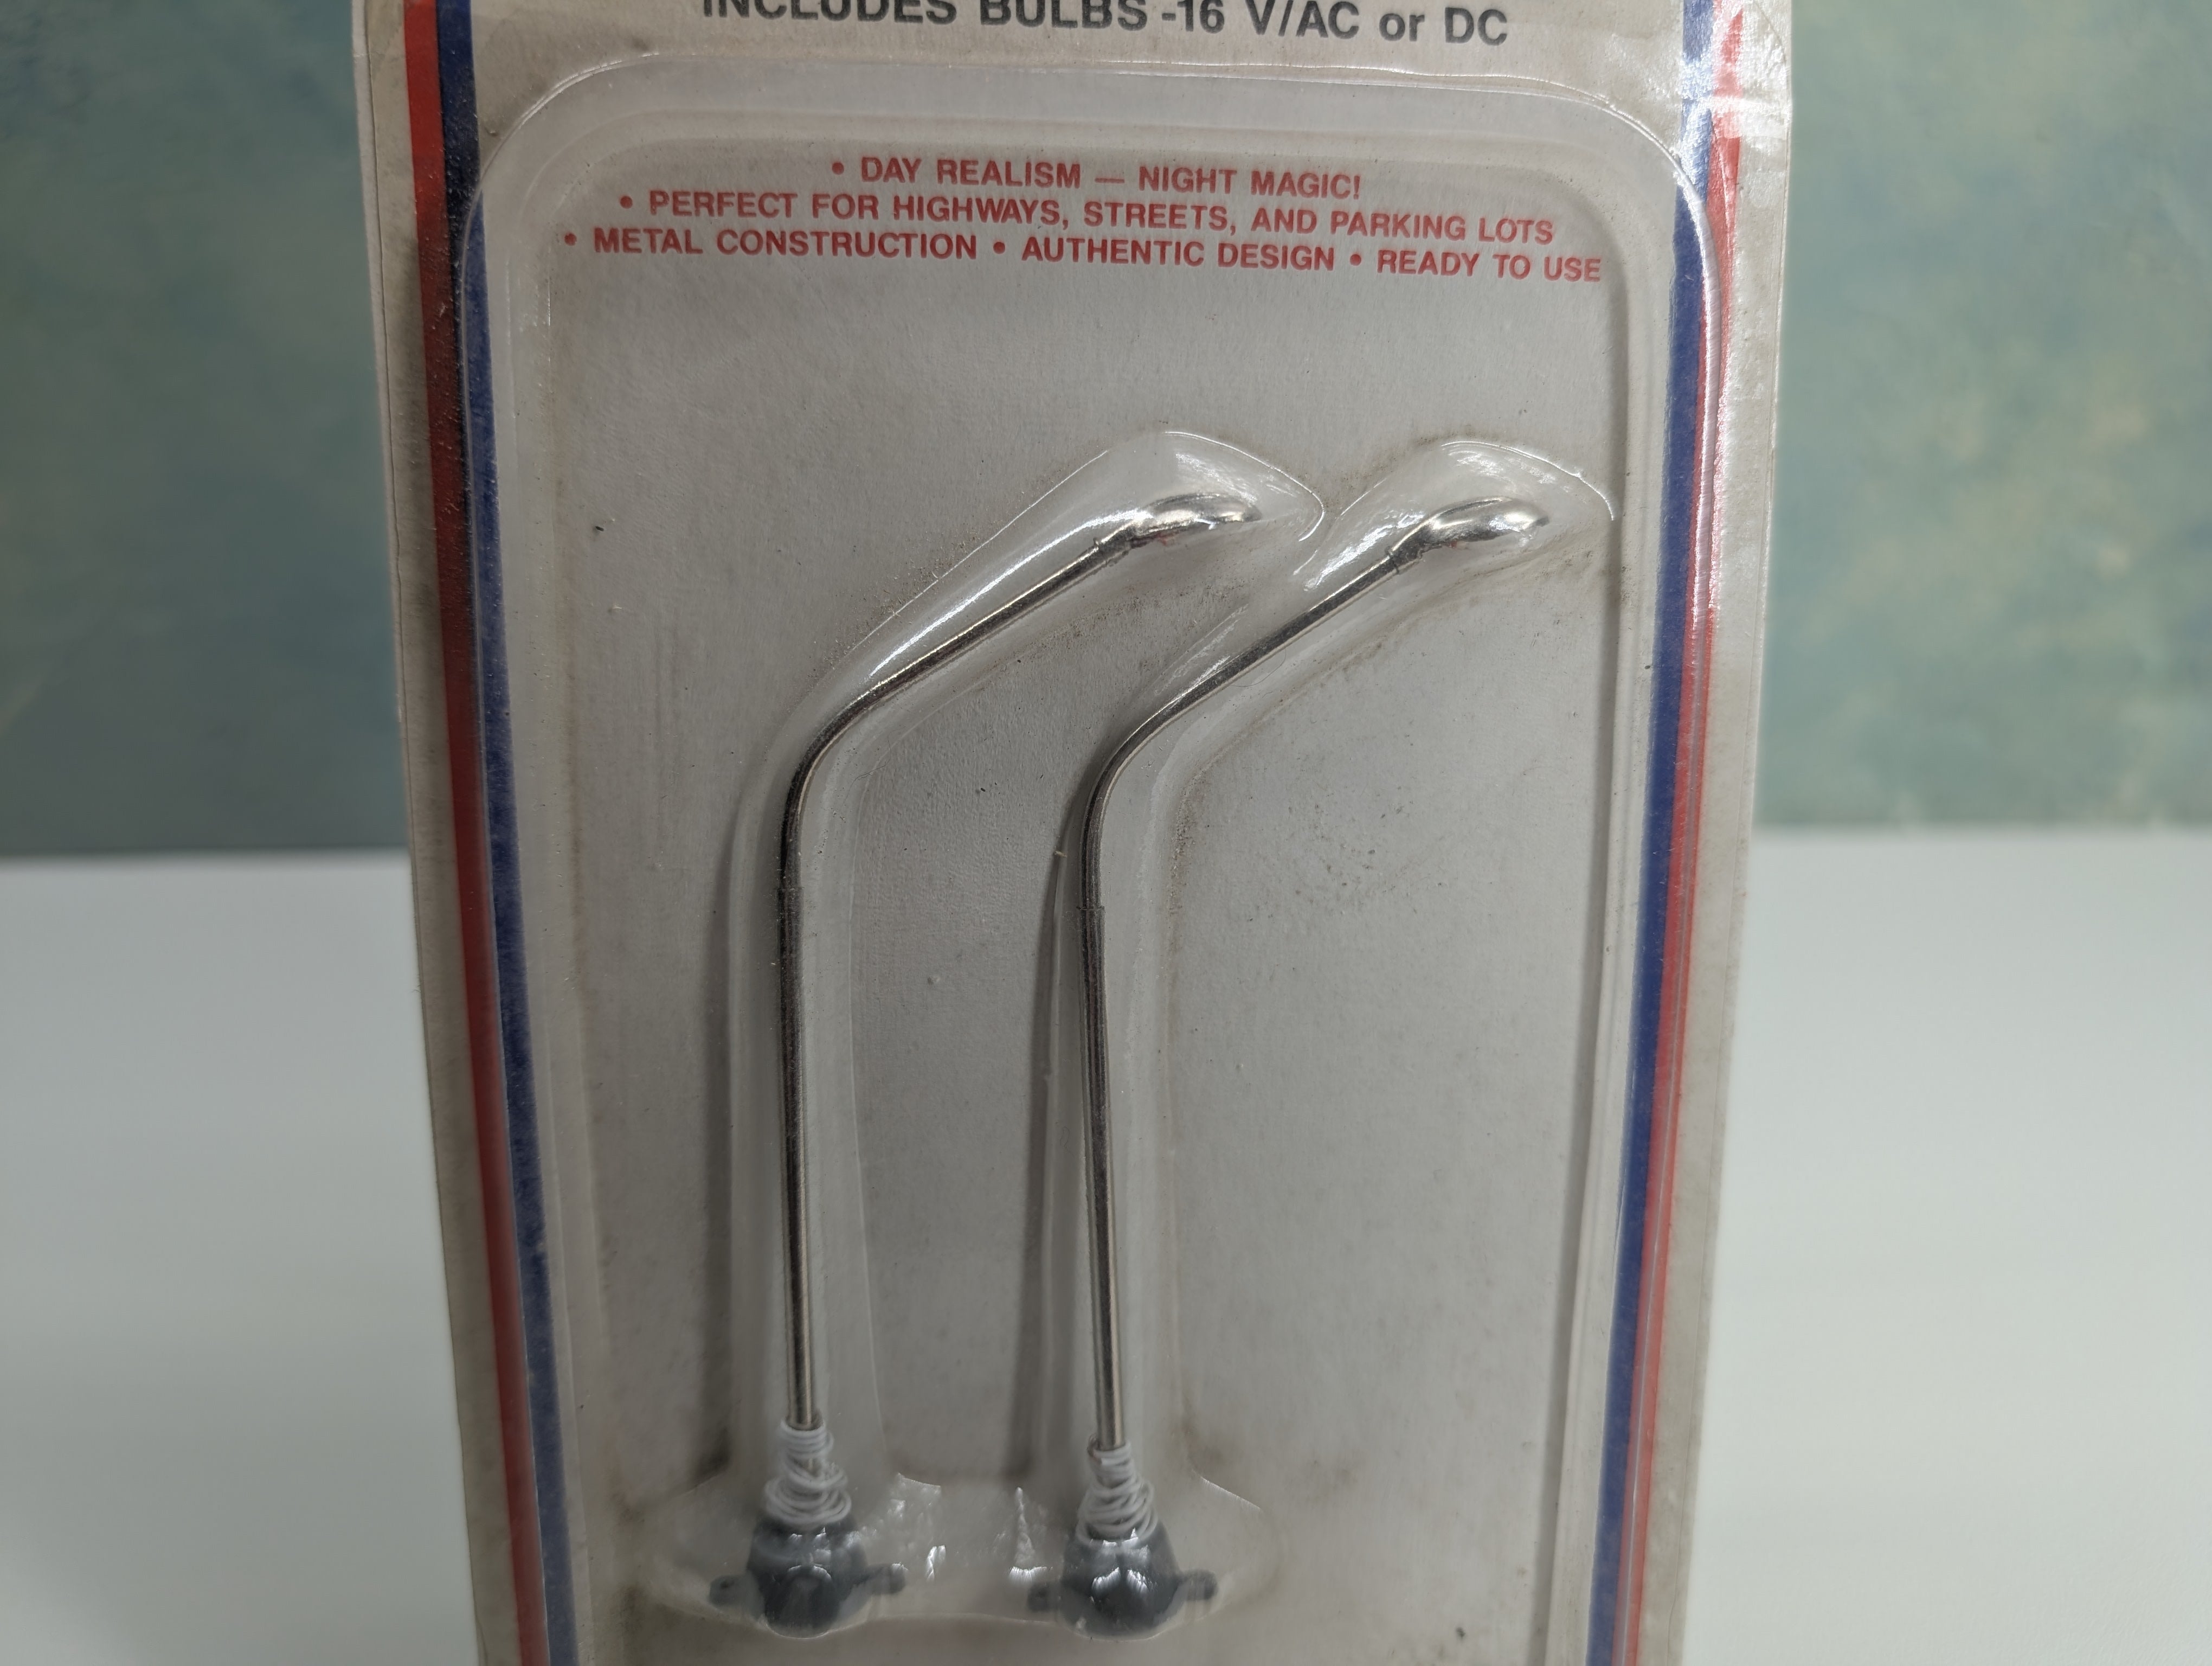 INCLUDES BULBS -16 V/AC or DC
• DAY REALISM — NIGHT MAGIC!
• PERFECT FOR HIGHWAYS, STREETS, AND PARKING LOTS
• METAL CONSTRUCTION • AUTHENTIC DESIGN • READY TO USE